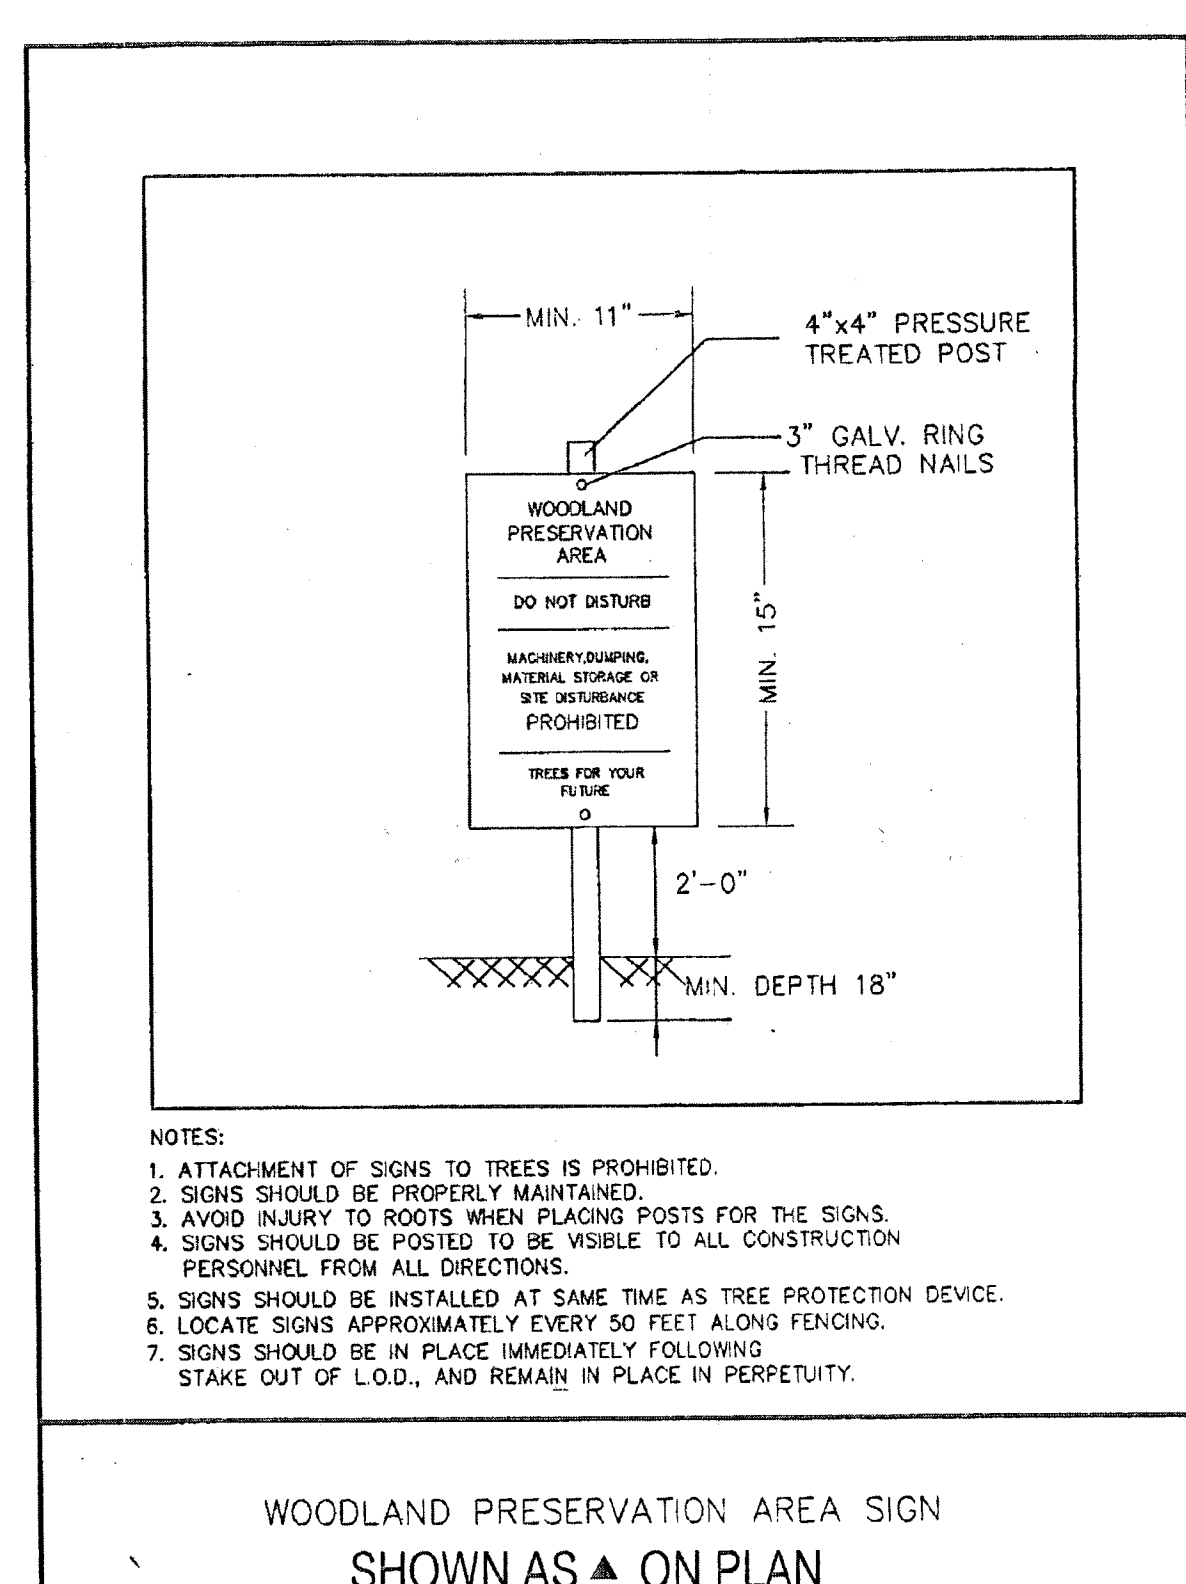 MIN. 11"
4"x4" PRESSURE
TREATED POST
3" GALV. RING
THREAD NAILS
WOODLAND
PRESERVATION
AREA
DO NOT DISTURB
MACHINERY,DUMPING,
MATERIAL STORAGE OR
SITE DISTURBANCE
PROHIBITED
TREES FOR YOUR
FUTURE
MIN. 15"
2'-0"
MIN. DEPTH 18"
NOTES:
1. ATTACHMENT OF SIGNS TO TREES IS PROHIBITED.
2. SIGNS SHOULD BE PROPERLY MAINTAINED.
3. AVOID INJURY TO ROOTS WHEN PLACING POSTS FOR THE SIGNS.
4. SIGNS SHOULD BE POSTED TO BE VISIBLE TO ALL CONSTRUCTION
PERSONNEL FROM ALL DIRECTIONS.
5. SIGNS SHOULD BE INSTALLED AT SAME TIME AS TREE PROTECTION DEVICE.
6. LOCATE SIGNS APPROXIMATELY EVERY 50 FEET ALONG FENCING.
7. SIGNS SHOULD BE IN PLACE IMMEDIATELY FOLLOWING
STAKE OUT OF L.O.D., AND REMAIN IN PLACE IN PERPETUITY.
WOODLAND PRESERVATION AREA SIGN
SHOWN AS ▲ ON PLAN